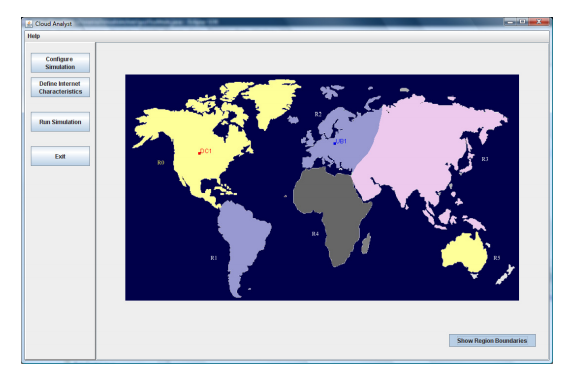 Cloud Analyst
Help
Configure
Simulation
Define Internet
Characteristics
Run Simulation
Exit
R2
UB1
DC1
R0
R3
R4
R1
R5
Show Region Boundaries